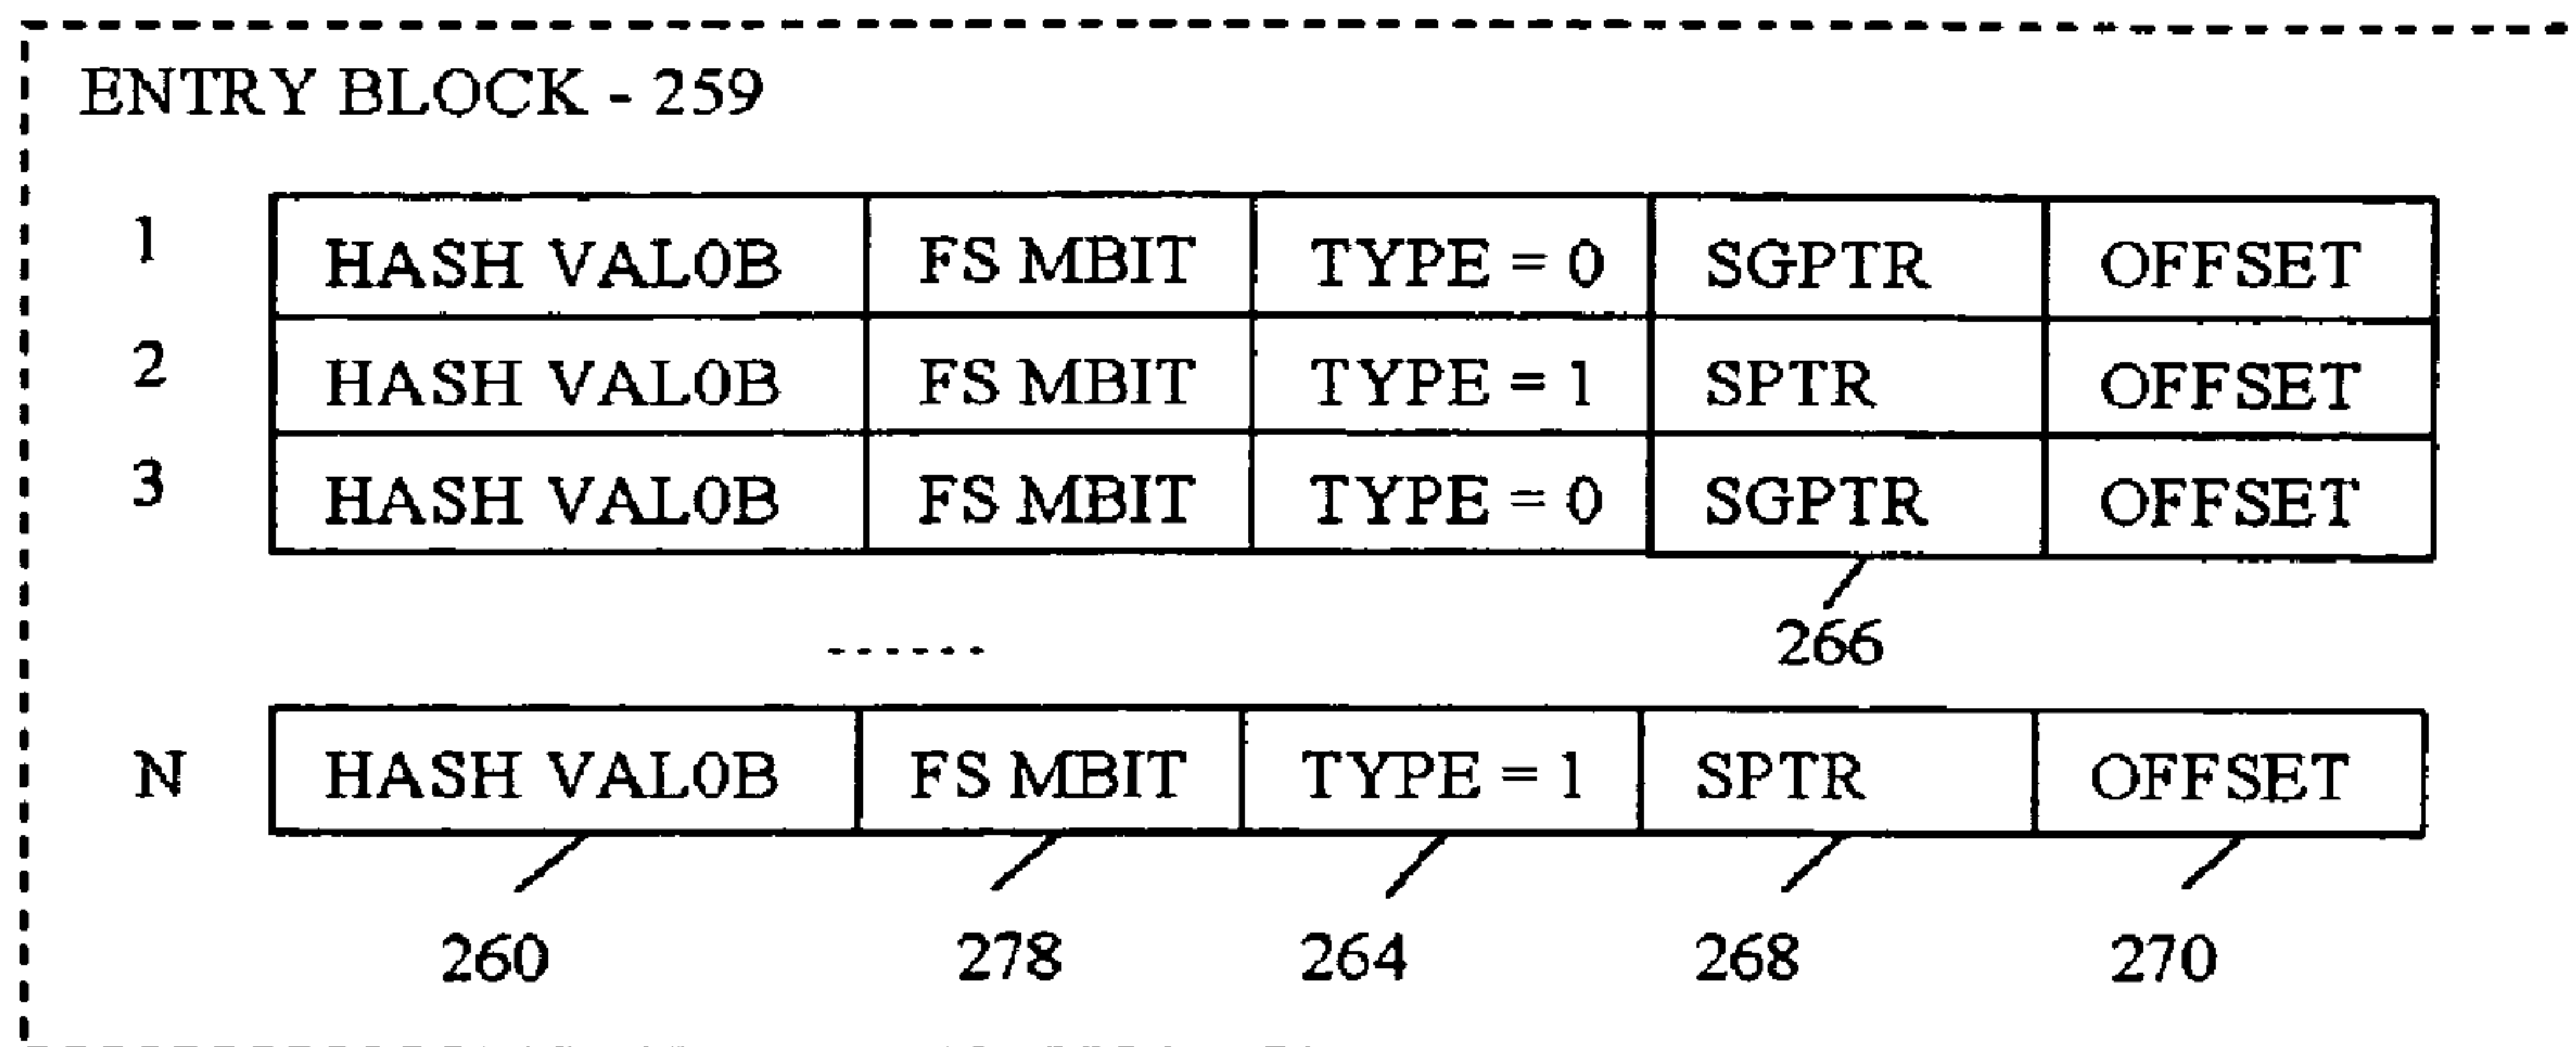 ENTRY BLOCK - 259
1 HASH VAL0B FS MBIT TYPE = 0 SGPTR OFFSET
2 HASH VAL0B FS MBIT TYPE = 1 SPTR OFFSET
3 HASH VAL0B FS MBIT TYPE = 0 SGPTR OFFSET
266
N HASH VAL0B FS MBIT TYPE = 1 SPTR OFFSET
260 278 264 268 270